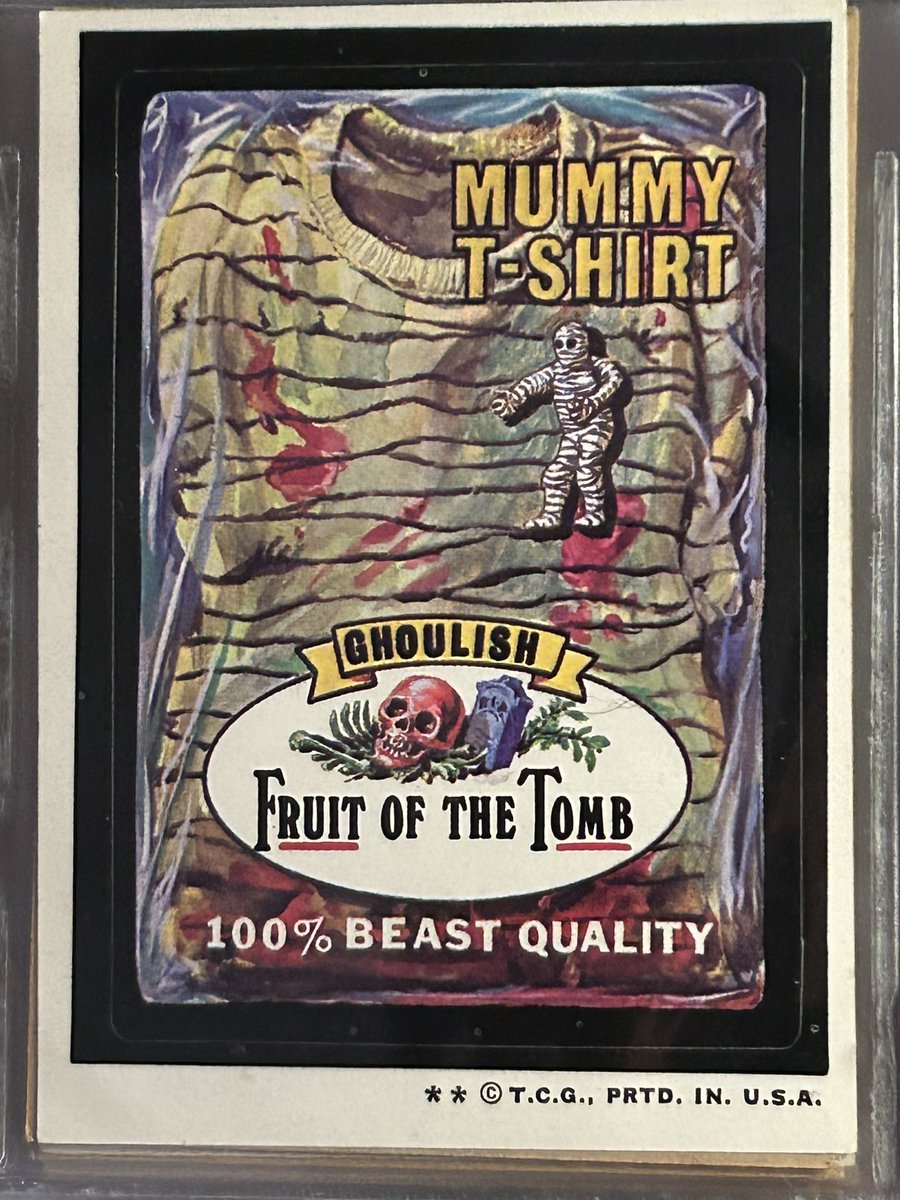 MUMMY
T-SHIRT
GHOULISH
FRUIT OF THE TOMB
100% BEAST QUALITY
** © T.C.G., PRTD. IN. U.S.A.